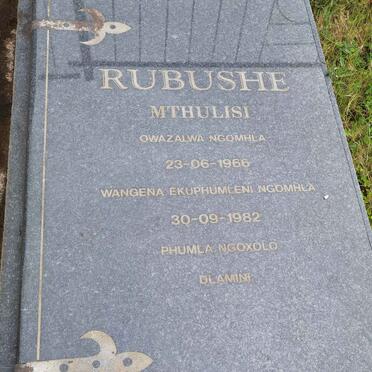 RUBUSHE
MTHULISI
OWAZALWA NGOMHLA
23-06-1966
WANGENA EKUPHUMLENI NGOMHLA
30-09-1982
PHUMLA NGOXOLO
DLAMINI